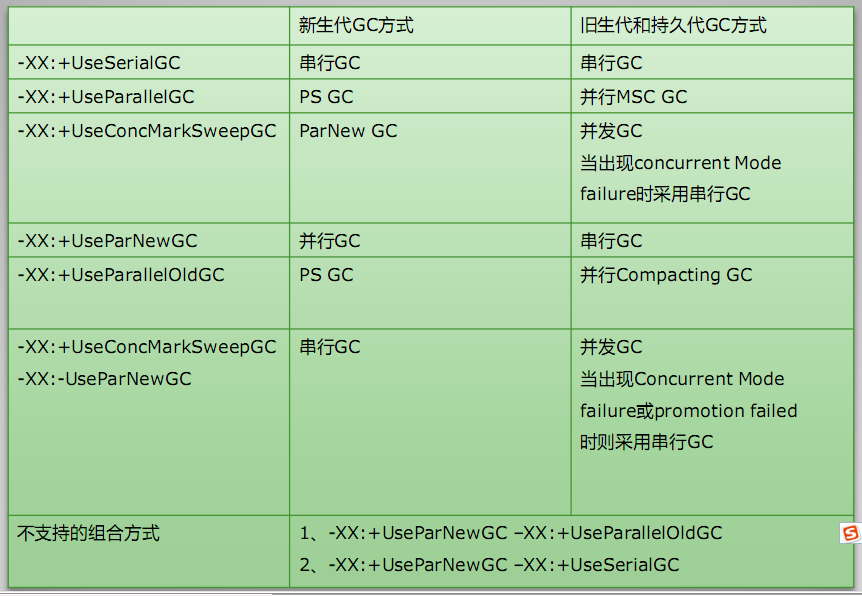 新生代GC方式 旧生代和持久代GC方式
-XX:+UseSerialGC 串行GC 串行GC
-XX:+UseParallelGC PS GC 并行MSC GC
-XX:+UseConcMarkSweepGC ParNew GC 并发GC
当出现concurrent Mode
failure时采用串行GC
-XX:+UseParNewGC 并行GC 串行GC
-XX:+UseParallelOldGC PS GC 并行Compacting GC
-XX:+UseConcMarkSweepGC 串行GC 并发GC
-XX:-UseParNewGC 当出现Concurrent Mode
failure或promotion failed
时则采用串行GC
不支持的组合方式 1、-XX:+UseParNewGC –XX:+UseParallelOldGC
2、-XX:+UseParNewGC –XX:+UseSerialGC